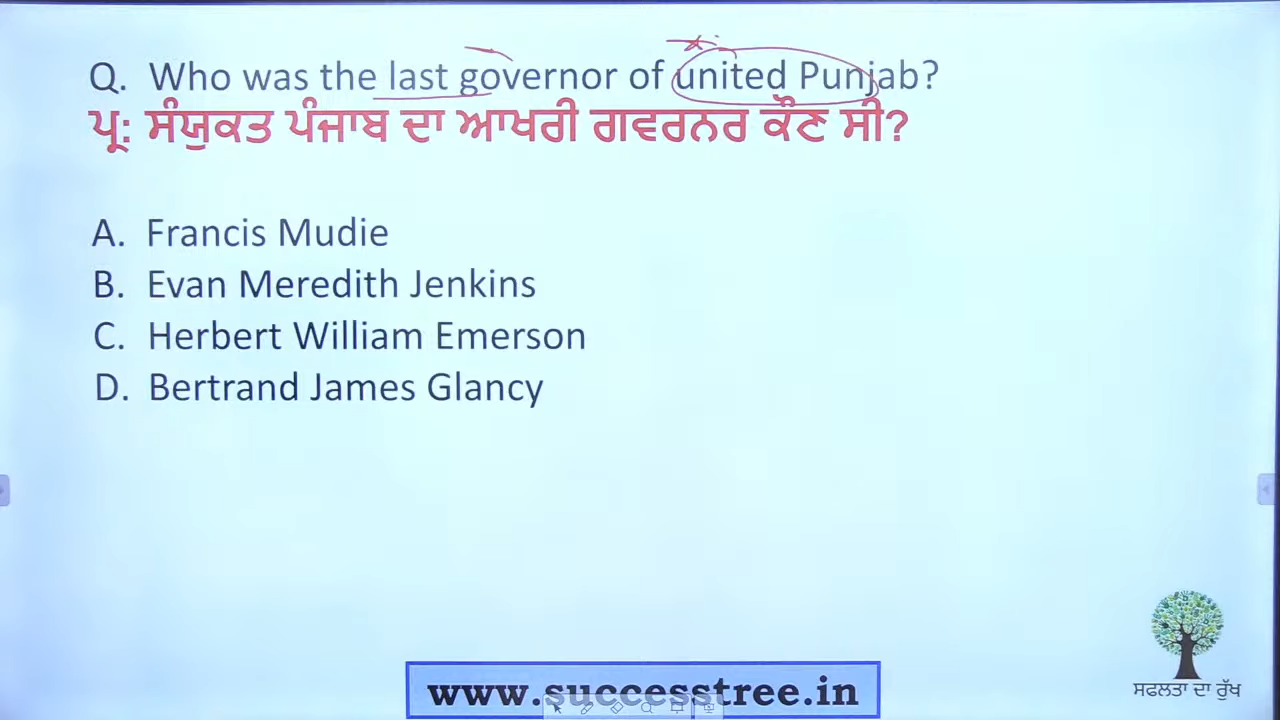 Q. Who was the last governor of united Punjab?
ਪ੍ਰ: ਸੰਯੁਕਤ ਪੰਜਾਬ ਦਾ ਆਖਰੀ ਗਵਰਨਰ ਕੌਣ ਸੀ?
A. Francis Mudie
B. Evan Meredith Jenkins
C. Herbert William Emerson
D. Bertrand James Glancy
ਸਫਲਤਾ ਦਾ ਰੁੱਖ
www.successtree.in